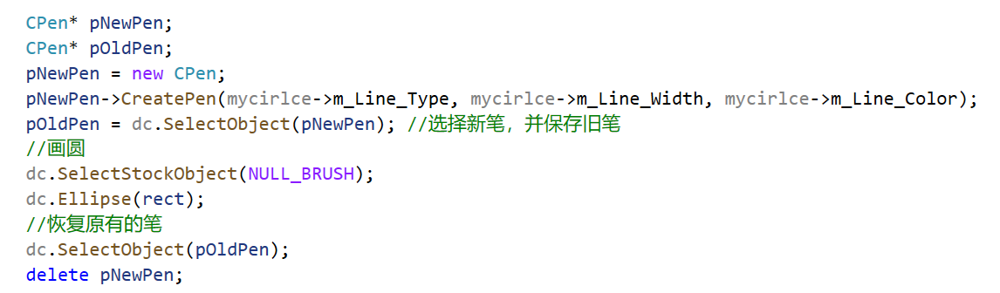 CPen* pNewPen;
CPen* pOldPen;
pNewPen = new CPen;
pNewPen->CreatePen(mycirlce->m_Line_Type, mycirlce->m_Line_Width, mycirlce->m_Line_Color);
pOldPen = dc.SelectObject(pNewPen); //选择新笔，并保存旧笔
//画圆
dc.SelectStockObject(NULL_BRUSH);
dc.Ellipse(rect);
//恢复原有的笔
dc.SelectObject(pOldPen);
delete pNewPen;